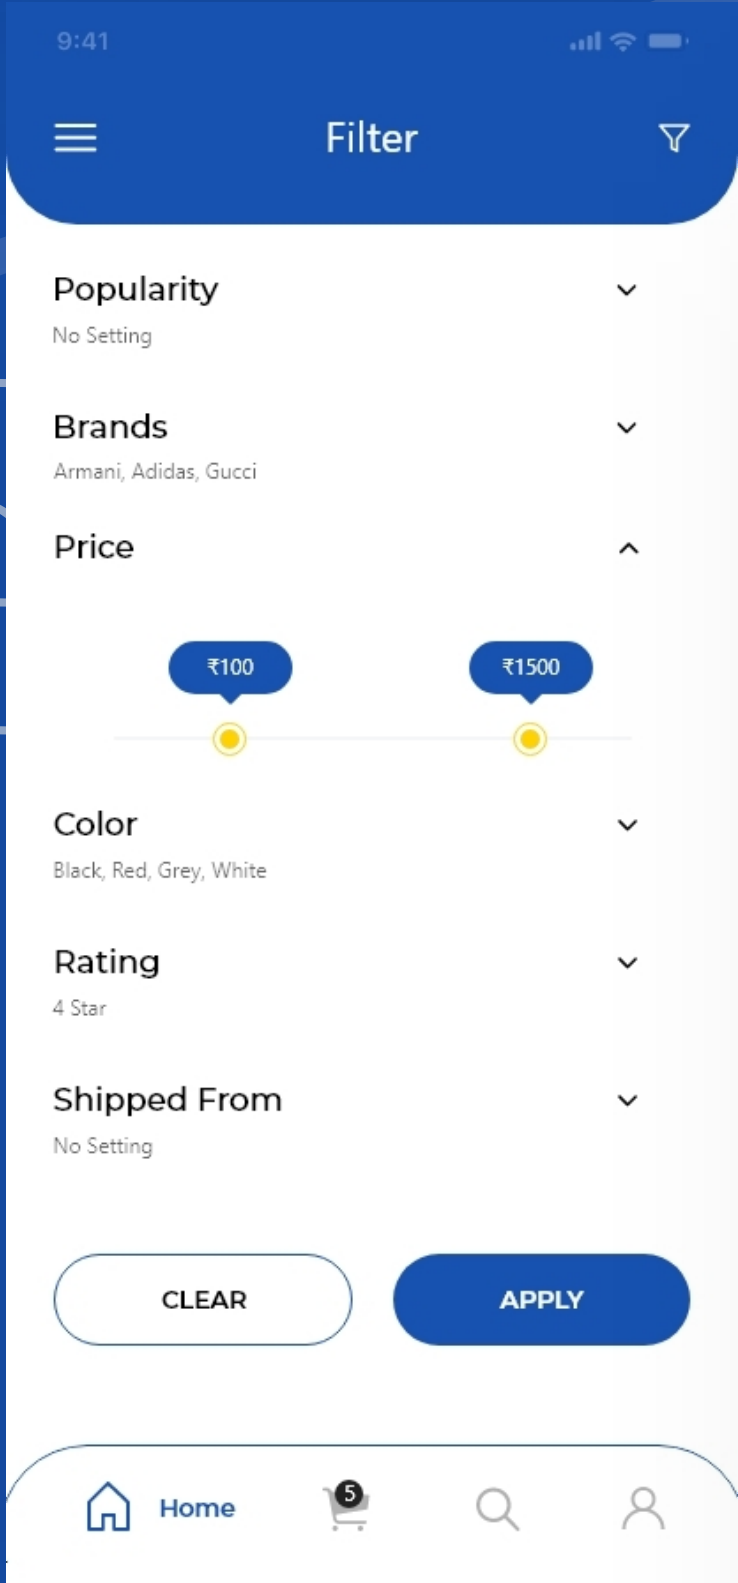 9:41
Filter
Popularity
No Setting
Brands
Armani, Adidas, Gucci
Price
₹100 ₹1500
Color
Black, Red, Grey, White
Rating
4 Star
Shipped From
No Setting
CLEAR APPLY
Home 5